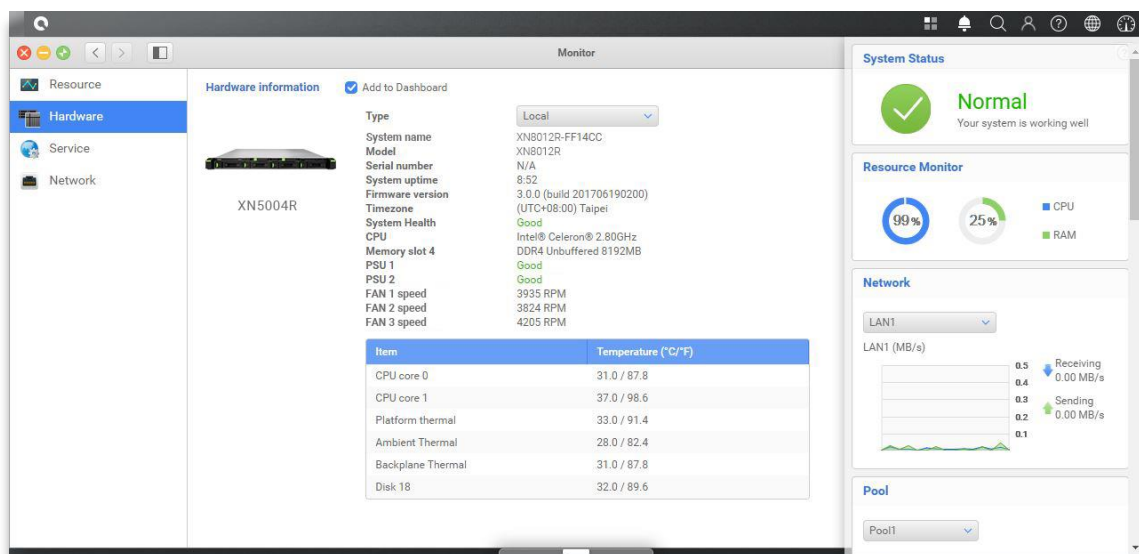 Monitor
Resource
Hardware
Service
Network
Hardware information
Add to Dashboard
XN5004R
Type Local
System name XN8012R-FF14CC
Model XN8012R
Serial number N/A
System uptime 8:52
Firmware version 3.0.0 (build 201706190200)
Timezone (UTC+08:00) Taipei
System Health Good
CPU Intel® Celeron® 2.80GHz
Memory slot 4 DDR4 Unbuffered 8192MB
PSU 1 Good
PSU 2 Good
FAN 1 speed 3935 RPM
FAN 2 speed 3824 RPM
FAN 3 speed 4205 RPM
Item Temperature (°C/°F)
CPU core 0 31.0 / 87.8
CPU core 1 37.0 / 98.6
Platform thermal 33.0 / 91.4
Ambient Thermal 28.0 / 82.4
Backplane Thermal 31.0 / 87.8
Disk 18 32.0 / 89.6
System Status
Normal
Your system is working well
Resource Monitor
99%
25%
CPU
RAM
Network
LAN1
LAN1 (MB/s)
0.5
0.4
0.3
0.2
0.1
Receiving
0.00 MB/s
Sending
0.00 MB/s
Pool
Pool1